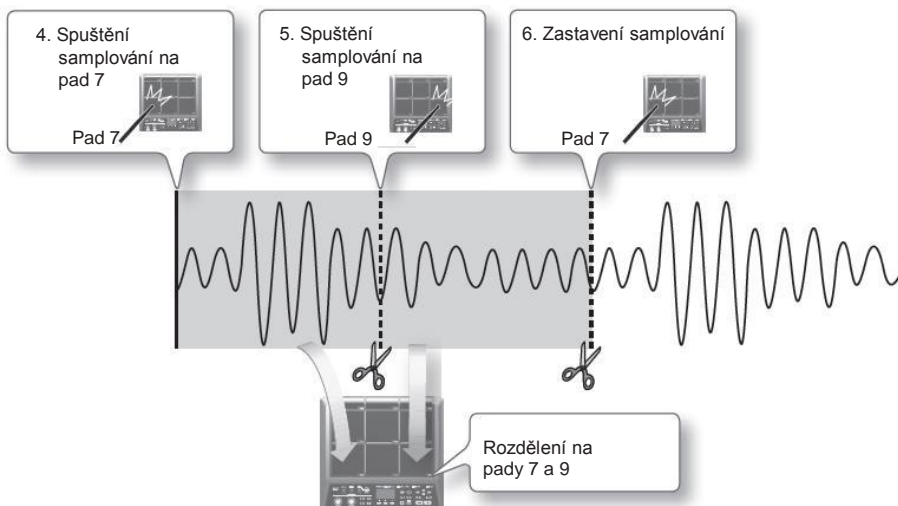 4. Spuštění
samplování na
pad 7
Pad 7
5. Spuštění
samplování na
pad 9
Pad 9
6. Zastavení samplování
Pad 7
Rozdělení na
pady 7 a 9